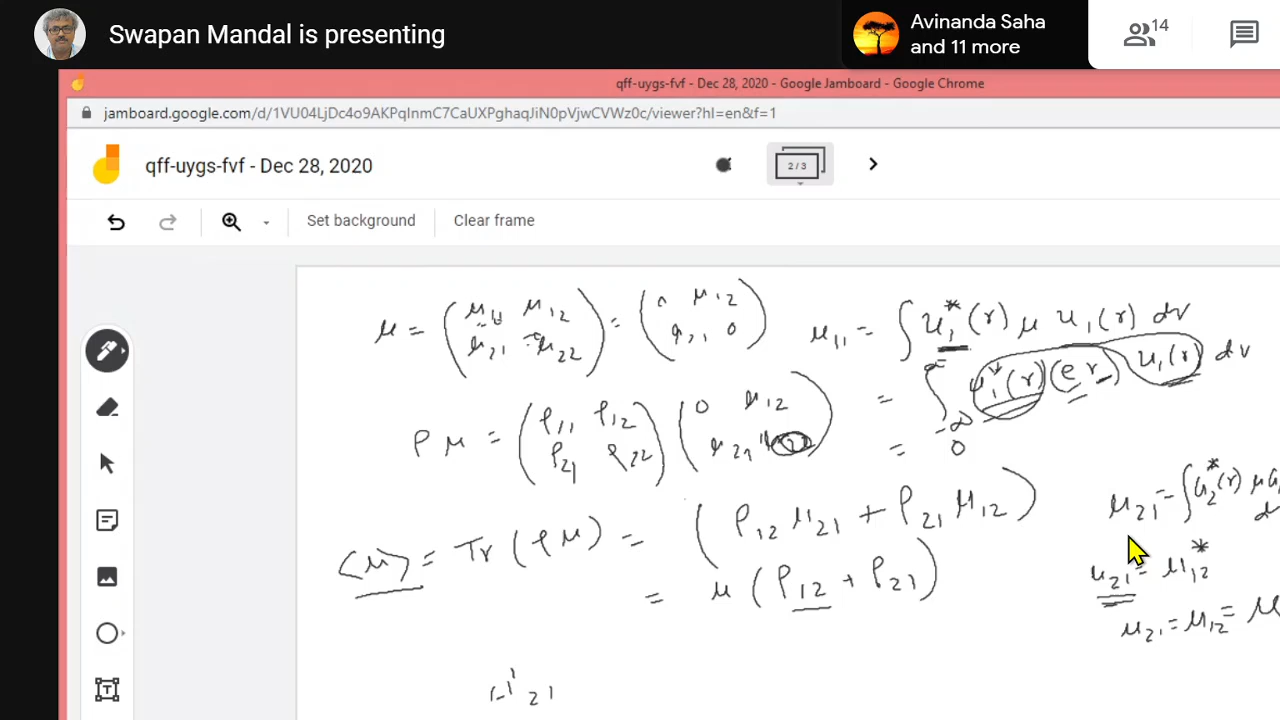 Swapan Mandal is presenting
Avinanda Saha
and 11 more
14
qff-uygs-fvf - Dec 28, 2020 - Google Jamboard - Google Chrome
jamboard.google.com/d/1VU04LjDc4o9AKPqInmC7CaUXPghaqJiN0pVjwCVWz0c/viewer?hl=en&f=1
qff-uygs-fvf - Dec 28, 2020
2/3
Set background
Clear frame
μ = (μ11 μ12 μ21 μ22) = (0 μ12 μ21 0)
μ11 = ∫ u1*(r) μ u1(r) dv
= ∫ u1*(r) (e r) u1(r) dv
= 0
ρμ = (ρ11 ρ12 ρ21 ρ22) (0 μ12 μ21
⟨μ⟩ = Tr (ρμ) = (ρ12 μ21 + ρ21 μ12)
= μ (ρ12 + ρ21)
μ21 = ∫ u2*(r) μ
μ21 = μ12*
μ21 = μ12 = μ
21